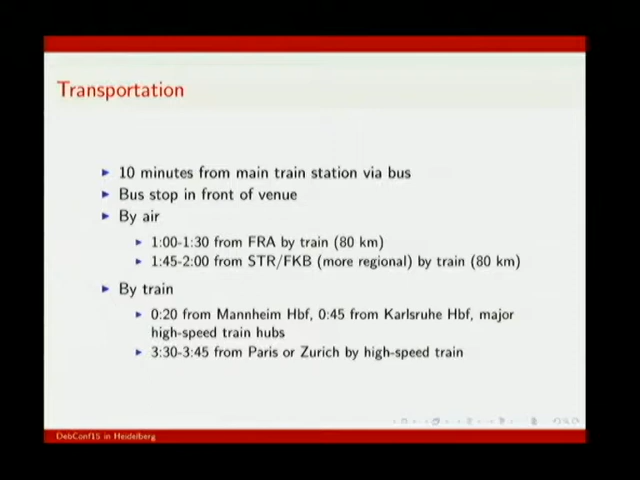 Transportation
10 minutes from main train station via bus
Bus stop in front of venue
By air
1:00-1:30 from FRA by train (80 km)
1:45-2:00 from STR/FKB (more regional) by train (80 km)
By train
0:20 from Mannheim Hbf, 0:45 from Karlsruhe Hbf, major
high-speed train hubs
3:30-3:45 from Paris or Zurich by high-speed train
DebConf15 in Heidelberg